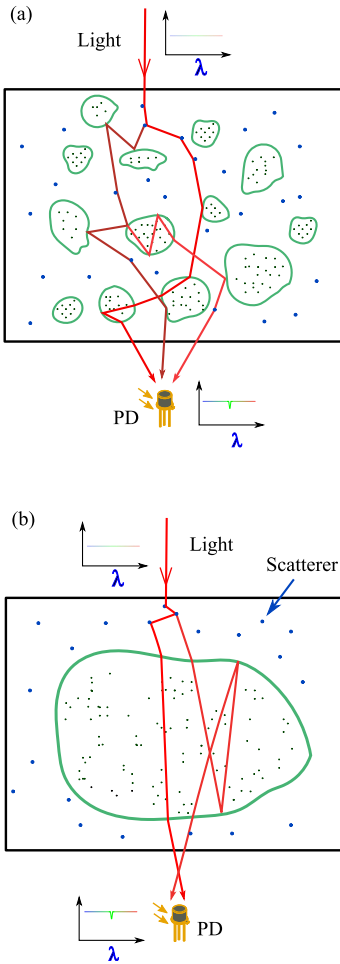 (a)
Light
λ
PD
λ
(b)
Light
λ
Scatterer
PD
λ